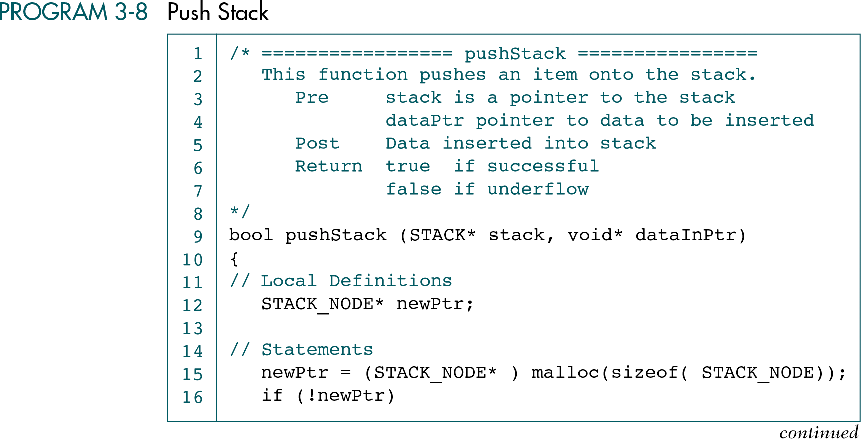 PROGRAM 3-8 Push Stack
1 /* ================= pushStack ================
2 This function pushes an item onto the stack.
3 Pre stack is a pointer to the stack
4 dataPtr pointer to data to be inserted
5 Post Data inserted into stack
6 Return true if successful
7 false if underflow
8 */
9 bool pushStack (STACK* stack, void* dataInPtr)
10 {
11 // Local Definitions
12 STACK_NODE* newPtr;
13
14 // Statements
15 newPtr = (STACK_NODE* ) malloc(sizeof( STACK_NODE));
16 if (!newPtr)
continued